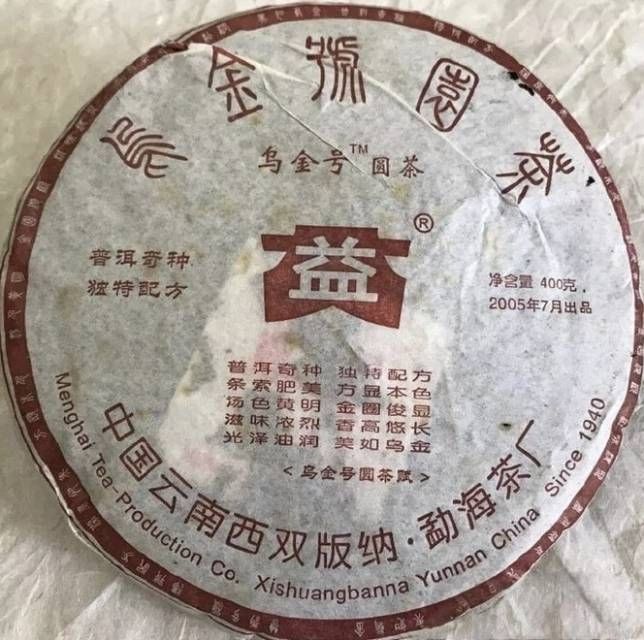 乌金号圆茶
乌金号™圆茶
益®
普洱奇种
独特配方
净含量 400克
2005年7月出品
普洱奇种 独特配方
条索肥美 方显本色
汤色黄明 金圈俊显
滋味浓烈 香高悠长
光泽油润 美如乌金
<乌金号圆茶赋>
中国云南西双版纳·勐海茶厂
Menghai Tea-Production Co. Xishuangbanna Yunnan China Since 1940